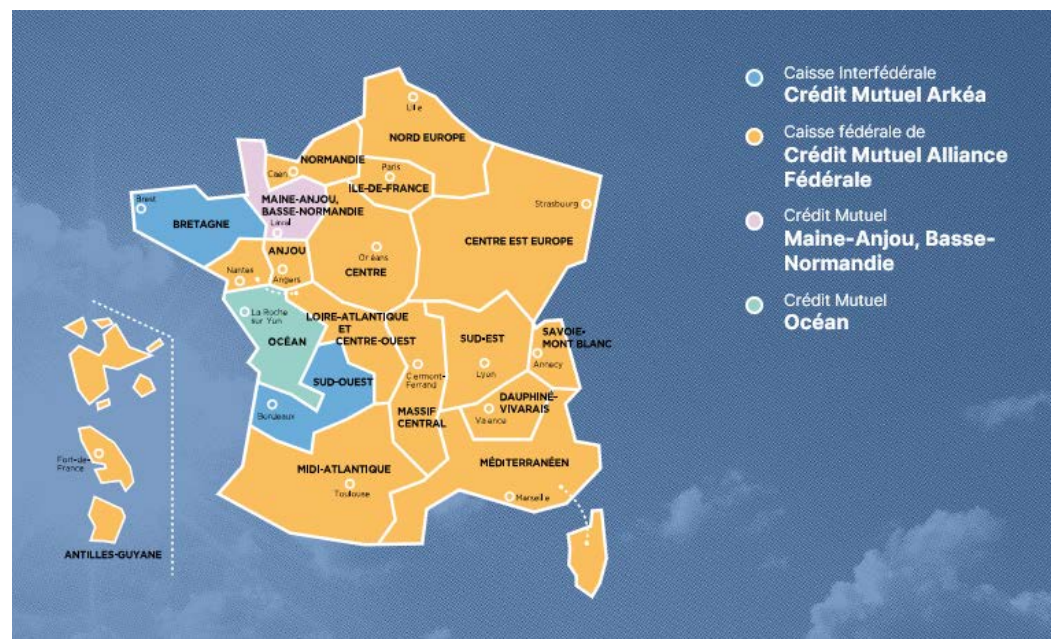 Lille
NORD EUROPE
NORMANDIE
Caen
Paris
ILE-DE-FRANCE
Brest
BRETAGNE
MAINE-ANJOU,
BASSE-NORMANDIE
Laval
Strasbourg
CENTRE EST EUROPE
ANJOU
Angers
Nantes
Orléans
CENTRE
La Roche
sur Yon
OCÉAN
LOIRE-ATLANTIQUE
ET
CENTRE-OUEST
SUD-EST
Lyon
SAVOIE-
MONT BLANC
Annecy
SUD-OUEST
Bordeaux
Clermont-
Ferrand
MASSIF
CENTRAL
DAUPHINÉ-
VIVARAIS
Valence
MIDI-ATLANTIQUE
Toulouse
MÉDITERRANÉEN
Marseille
Fort-de-
France
ANTILLES-GUYANE
Caisse Interfédérale
Crédit Mutuel Arkéa
Caisse fédérale de
Crédit Mutuel Alliance
Fédérale
Crédit Mutuel
Maine-Anjou, Basse-
Normandie
Crédit Mutuel
Océan